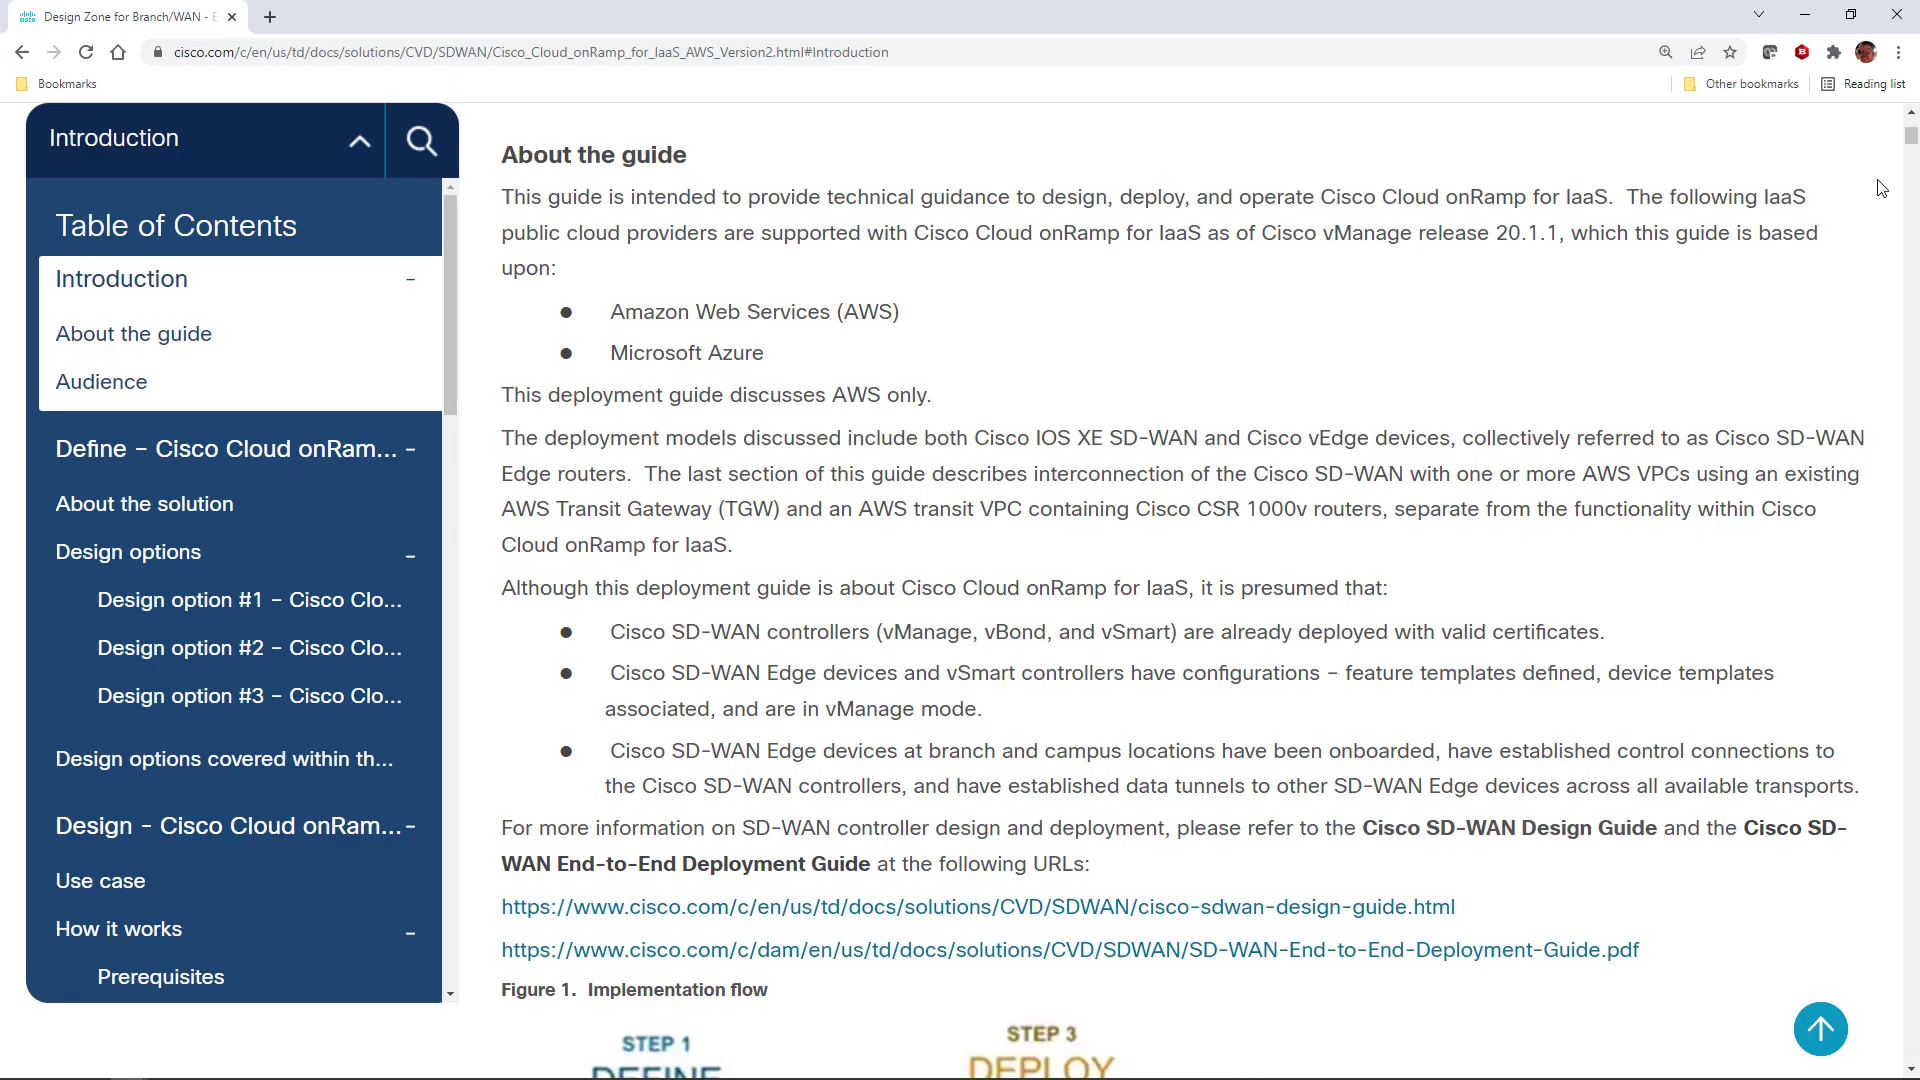 Design Zone for Branch/WAN - E
cisco.com/c/en/us/td/docs/solutions/CVD/SDWAN/Cisco_Cloud_onRamp_for_IaaS_AWS_Version2.html#Introduction
Bookmarks
Other bookmarks
Reading list
Introduction
Table of Contents
Introduction -
About the guide
Audience
Define – Cisco Cloud onRam... -
About the solution
Design options -
Design option #1 – Cisco Clo...
Design option #2 – Cisco Clo...
Design option #3 – Cisco Clo...
Design options covered within th...
Design – Cisco Cloud onRam... -
Use case
How it works -
Prerequisites
About the guide
This guide is intended to provide technical guidance to design, deploy, and operate Cisco Cloud onRamp for IaaS.  The following IaaS
public cloud providers are supported with Cisco Cloud onRamp for IaaS as of Cisco vManage release 20.1.1, which this guide is based
upon:
● Amazon Web Services (AWS)
● Microsoft Azure
This deployment guide discusses AWS only.
The deployment models discussed include both Cisco IOS XE SD-WAN and Cisco vEdge devices, collectively referred to as Cisco SD-WAN
Edge routers.  The last section of this guide describes interconnection of the Cisco SD-WAN with one or more AWS VPCs using an existing
AWS Transit Gateway (TGW) and an AWS transit VPC containing Cisco CSR 1000v routers, separate from the functionality within Cisco
Cloud onRamp for IaaS.
Although this deployment guide is about Cisco Cloud onRamp for IaaS, it is presumed that:
● Cisco SD-WAN controllers (vManage, vBond, and vSmart) are already deployed with valid certificates.
● Cisco SD-WAN Edge devices and vSmart controllers have configurations – feature templates defined, device templates
associated, and are in vManage mode.
● Cisco SD-WAN Edge devices at branch and campus locations have been onboarded, have established control connections to
the Cisco SD-WAN controllers, and have established data tunnels to other SD-WAN Edge devices across all available transports.
For more information on SD-WAN controller design and deployment, please refer to the Cisco SD-WAN Design Guide and the Cisco SD-
WAN End-to-End Deployment Guide at the following URLs:
https://www.cisco.com/c/en/us/td/docs/solutions/CVD/SDWAN/cisco-sdwan-design-guide.html
https://www.cisco.com/c/dam/en/us/td/docs/solutions/CVD/SDWAN/SD-WAN-End-to-End-Deployment-Guide.pdf
Figure 1.  Implementation flow
STEP 1
DEFINE
STEP 3
DEPLOY